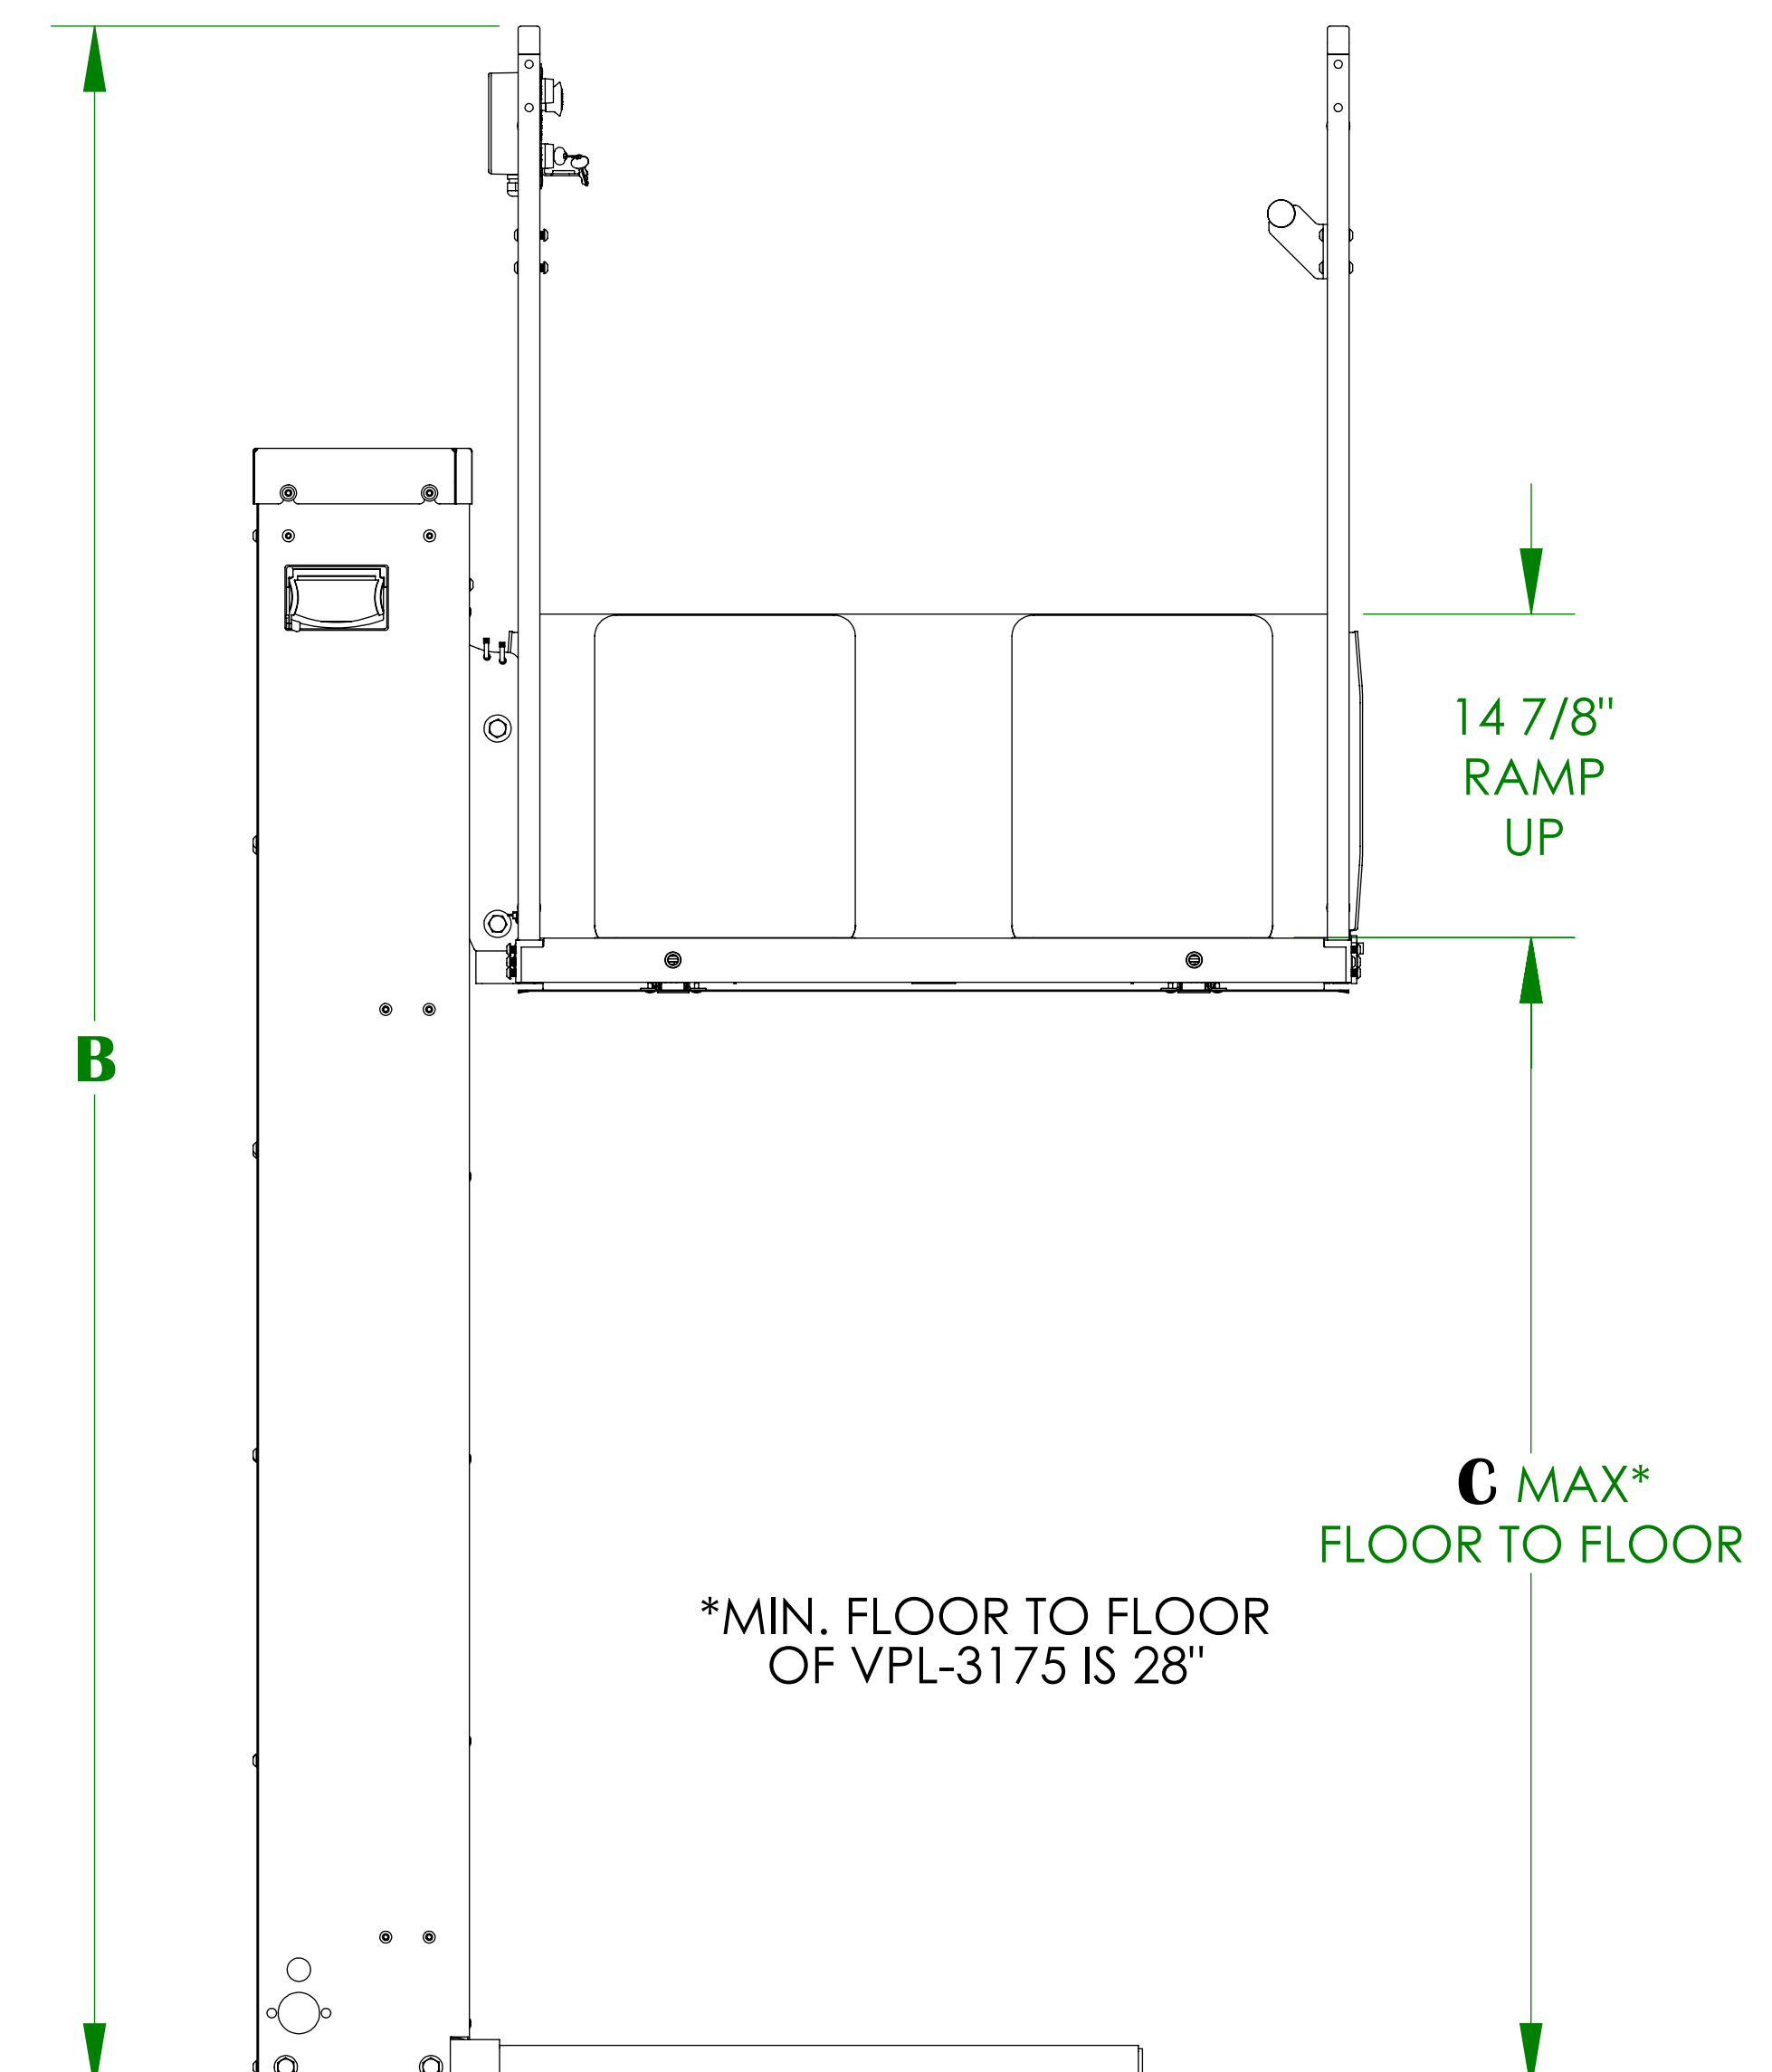 14 7/8"
RAMP
UP
B
C MAX*
FLOOR TO FLOOR
*MIN. FLOOR TO FLOOR
OF VPL-3175 IS 28"